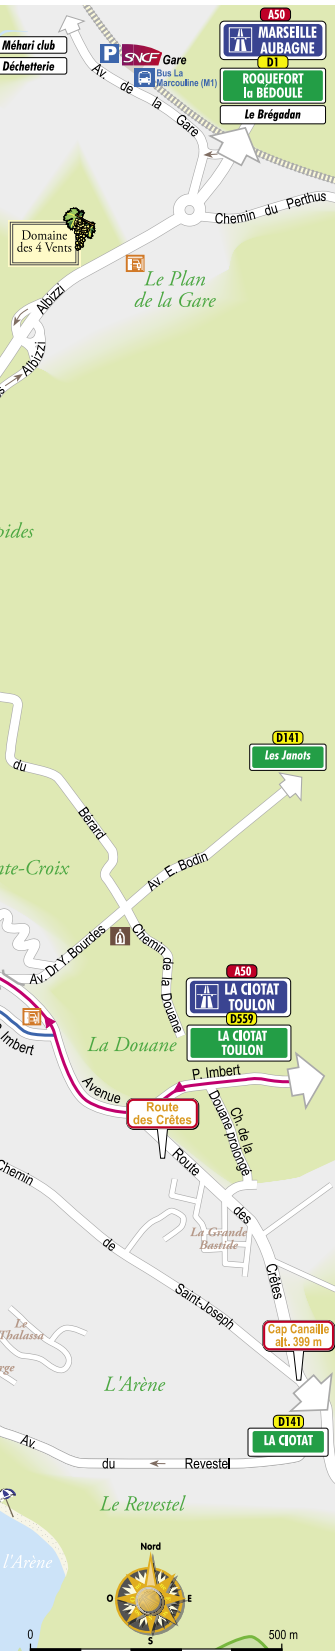 Méhari club
Déchetterie
P SNCF Gare
Bus La
Marcouline (M1)
Av. de la Gare
A50
MARSEILLE
AUBAGNE
D1
ROQUEFORT
la BÉDOULE
Le Brégadan
Chemin du Perthus
Domaine
des 4 Vents
Le Plan
de la Gare
Albizzi
Albizzi
D141
Les Janots
du
Bérard
Av. E. Bodin
Av. Dr Y. Bourdes
Chemin de la Douane
A50
LA CIOTAT
TOULON
D559
LA CIOTAT
TOULON
Imbert
La Douane
P. Imbert
Avenue
Route
des Crêtes
Ch. de la
Douane prolongé
Route des Crêtes
La Grande
Bastide
Chemin de Saint-Joseph
Le
Thalassa
Cap Canaille
alt. 399 m
L'Arène
D141
LA CIOTAT
Av. du Revestel
Le Revestel
l'Arène
Nord
O
E
S
0
500 m